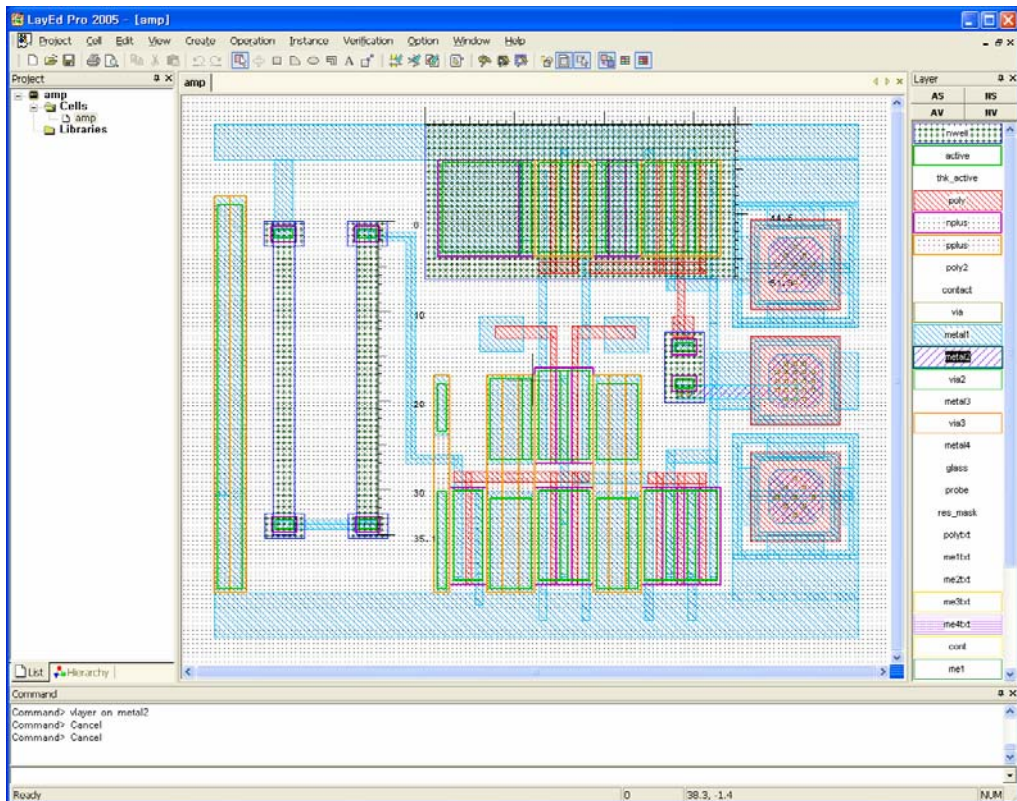 LayEd Pro 2005 - [amp]
Project Cell Edit View Create Operation Instance Verification Option Window Help
Project
amp
Cells
amp
Libraries
List
Hierarchy
amp
0
10
20
30
35.1
44.6
Layer
AS NS
AV NV
nwell
active
thk_active
poly
nplus
pplus
poly2
contact
via
metal1
metal2
via2
metal3
via3
metal4
glass
probe
res_mask
polytxt
me1txt
me2txt
me3txt
me4txt
cont
me1
Command
Command> vlayer on metal2
Command> Cancel
Command> Cancel
Ready 0 38.3, -1.4 NUM